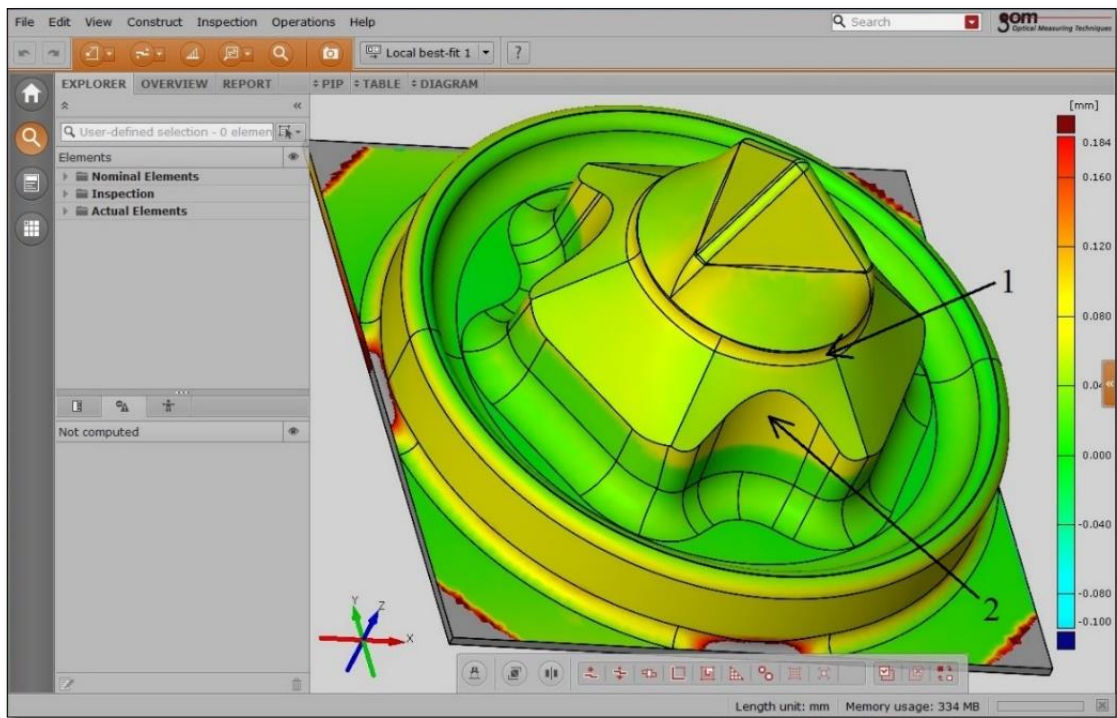 File Edit View Construct Inspection Operations Help
Search
gom
Optical Measuring Techniques
Local best-fit 1
?
EXPLORER OVERVIEW REPORT
PIP TABLE DIAGRAM
User-defined selection - 0 elemen
Elements
Nominal Elements
Inspection
Actual Elements
Not computed
[mm]
0.184
0.160
0.120
0.080
0.04
0.000
-0.040
-0.080
-0.100
1
2
Y
Z
X
Length unit: mm Memory usage: 334 MB